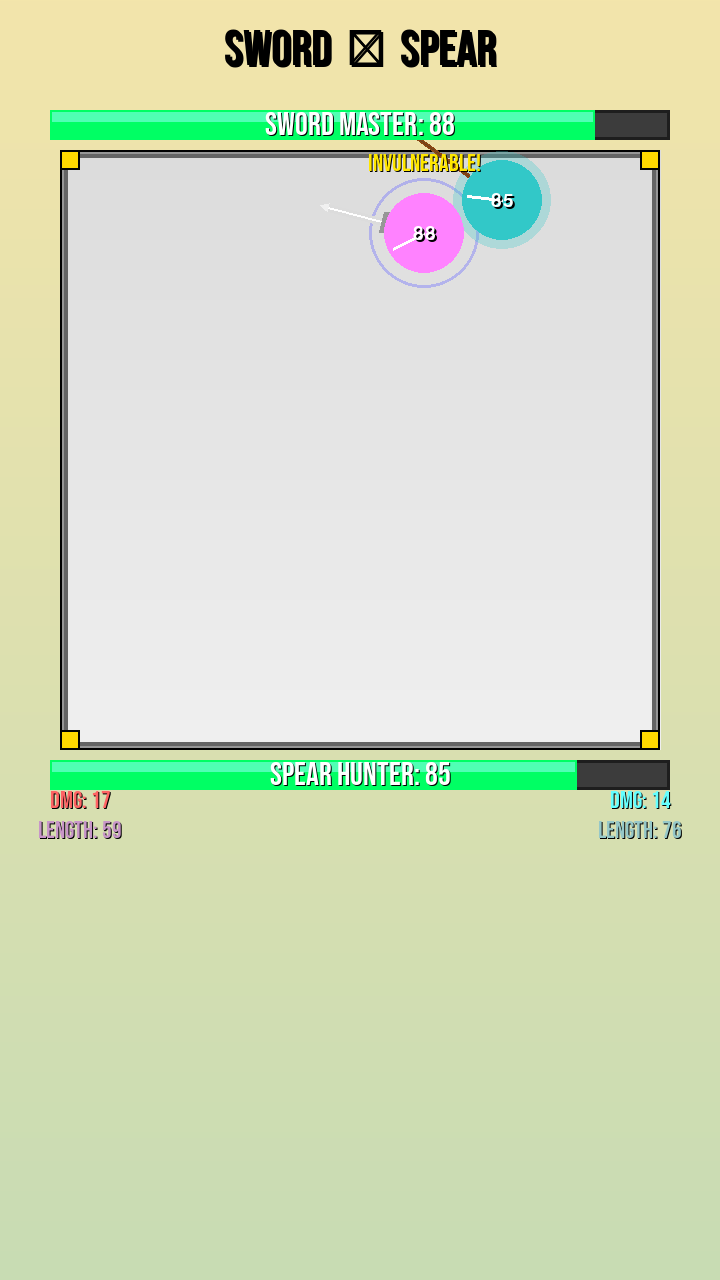 SWORD SPEAR
SWORD MASTER: 88
INVULNERABLE!
85
88
SPEAR HUNTER: 85
DMG: 17
DMG: 14
LENGTH: 59
LENGTH: 76